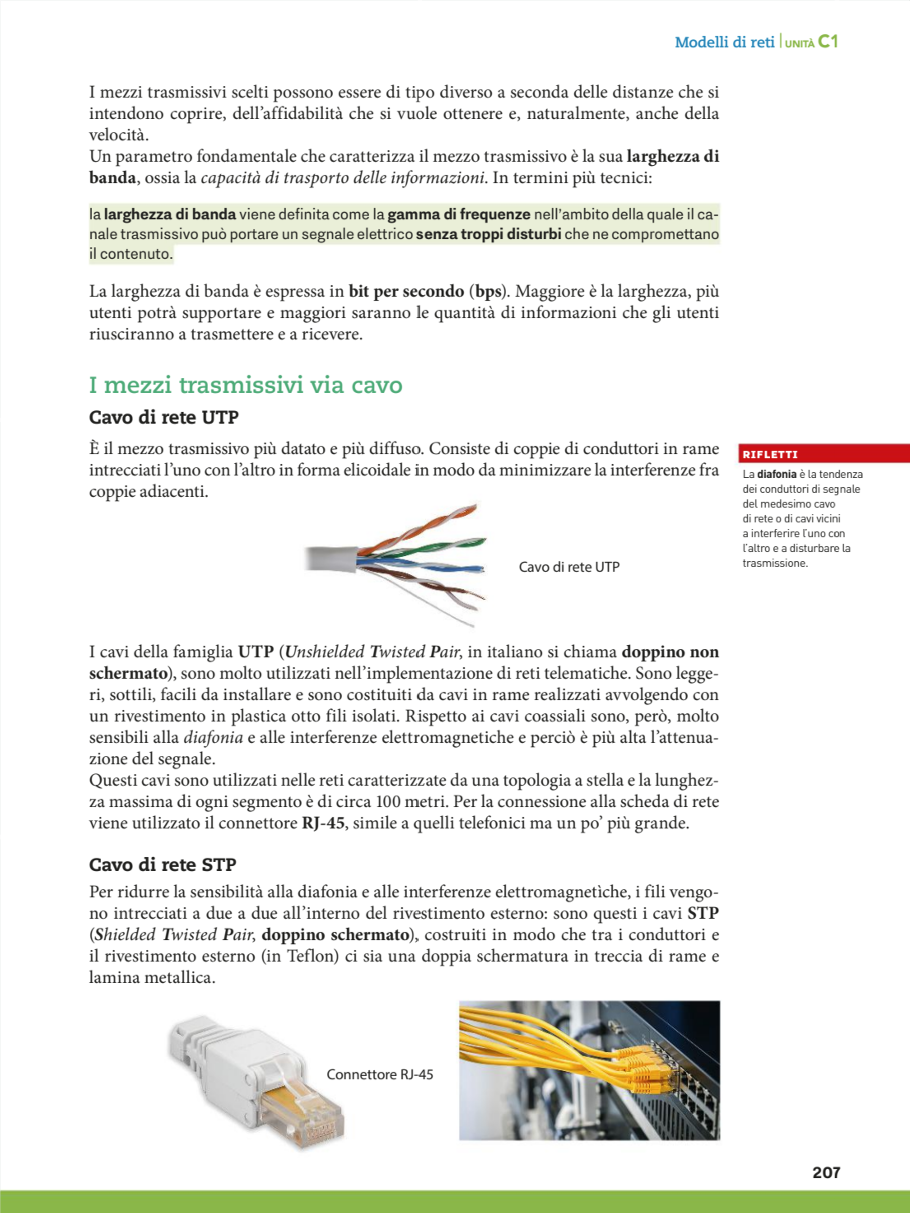 Modelli di reti | UNITÀ C1
I mezzi trasmissivi scelti possono essere di tipo diverso a seconda delle distanze che si
intendono coprire, dell'affidabilità che si vuole ottenere e, naturalmente, anche della
velocità.
Un parametro fondamentale che caratterizza il mezzo trasmissivo è la sua larghezza di
banda, ossia la capacità di trasporto delle informazioni. In termini più tecnici:
la larghezza di banda viene definita come la gamma di frequenze nell'ambito della quale il ca-
nale trasmissivo può portare un segnale elettrico senza troppi disturbi che ne compromettano
il contenuto.
La larghezza di banda è espressa in bit per secondo (bps). Maggiore è la larghezza, più
utenti potrà supportare e maggiori saranno le quantità di informazioni che gli utenti
riusciranno a trasmettere e a ricevere.
I mezzi trasmissivi via cavo
Cavo di rete UTP
È il mezzo trasmissivo più datato e più diffuso. Consiste di coppie di conduttori in rame
intrecciati l'uno con l'altro in forma elicoidale in modo da minimizzare la interferenze fra
coppie adiacenti.
RIFLETTI
La diafonia è la tendenza
dei conduttori di segnale
del medesimo cavo
di rete o di cavi vicini
a interferire l'uno con
l'altro e a disturbare la
trasmissione.
Cavo di rete UTP
I cavi della famiglia UTP (Unshielded Twisted Pair, in italiano si chiama doppino non
schermato), sono molto utilizzati nell'implementazione di reti telematiche. Sono legge-
ri, sottili, facili da installare e sono costituiti da cavi in rame realizzati avvolgendo con
un rivestimento in plastica otto fili isolati. Rispetto ai cavi coassiali sono, però, molto
sensibili alla diafonia e alle interferenze elettromagnetiche e perciò è più alta l'attenua-
zione del segnale.
Questi cavi sono utilizzati nelle reti caratterizzate da una topologia a stella e la lunghez-
za massima di ogni segmento è di circa 100 metri. Per la connessione alla scheda di rete
viene utilizzato il connettore RJ-45, simile a quelli telefonici ma un po' più grande.
Cavo di rete STP
Per ridurre la sensibilità alla diafonia e alle interferenze elettromagnetiche, i fili vengo-
no intrecciati a due a due all'interno del rivestimento esterno: sono questi i cavi STP
(Shielded Twisted Pair, doppino schermato), costruiti in modo che tra i conduttori e
il rivestimento esterno (in Teflon) ci sia una doppia schermatura in treccia di rame e
lamina metallica.
Connettore RJ-45
207